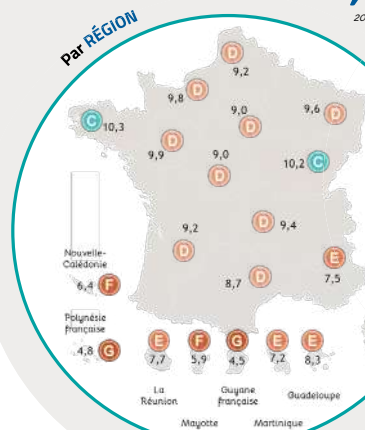 Par RÉGION
20
D
9,2
D
9,8
D
9,0
D
9,6
C
10,3
D
9,9
D
9,0
C
10,2
D
9,2
D
9,4
E
7,5
D
8,7
Nouvelle-
Calédonie
6,4 F
Polynésie
française
4,8 G
E F G E E
7,7 5,9 4,5 7,2 8,3
La
Réunion
Guyane
française
Guadeloupe
Mayotte
Martinique